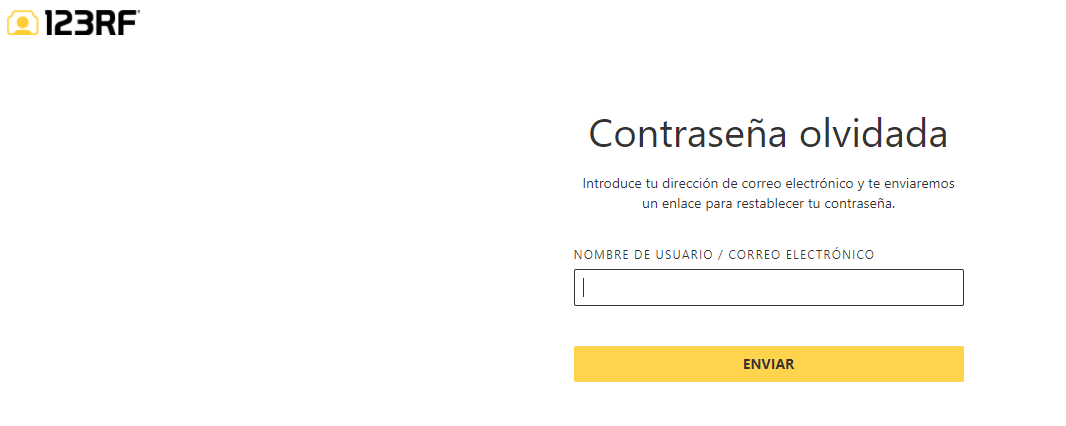 123RF
Contraseña olvidada
Introduce tu dirección de correo electrónico y te enviaremos
un enlace para restablecer tu contraseña.
NOMBRE DE USUARIO / CORREO ELECTRÓNICO
ENVIAR